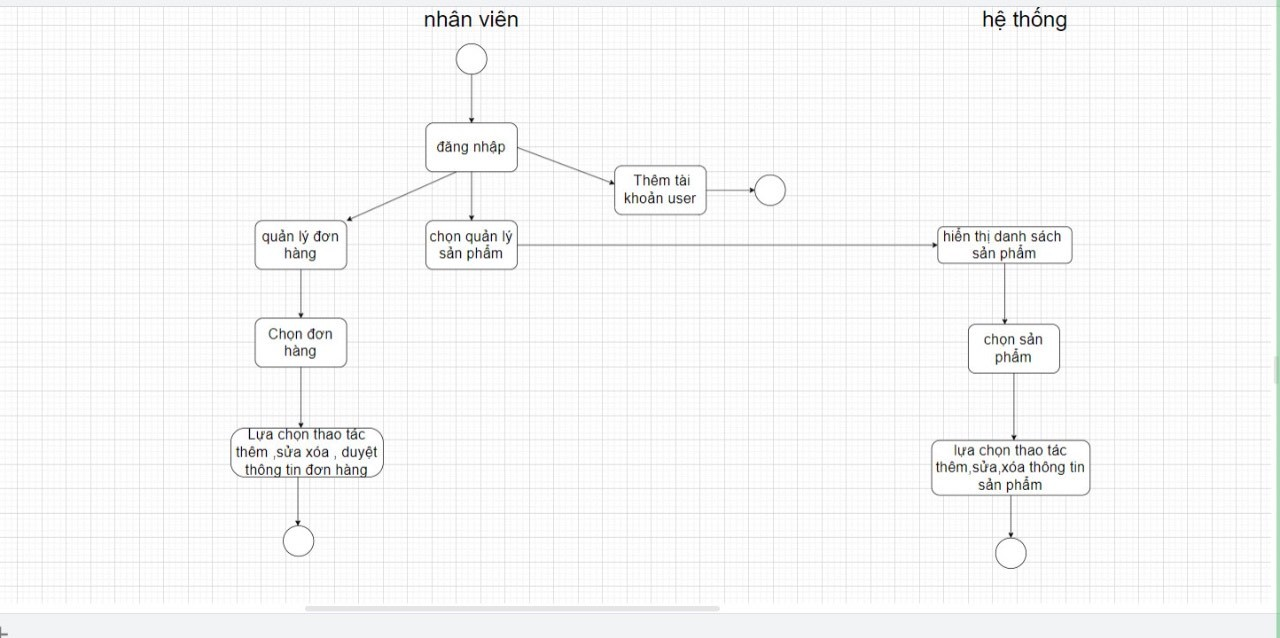 nhân viên
hệ thống
đăng nhập
Thêm tài
khoản user
quản lý đơn
hàng
chọn quản lý
sản phẩm
hiển thị danh sách
sản phẩm
Chọn đơn
hàng
chọn sản
phẩm
Lựa chọn thao tác
thêm ,sửa xóa , duyệt
thông tin đơn hàng
lựa chọn thao tác
thêm,sửa,xóa thông tin
sản phẩm